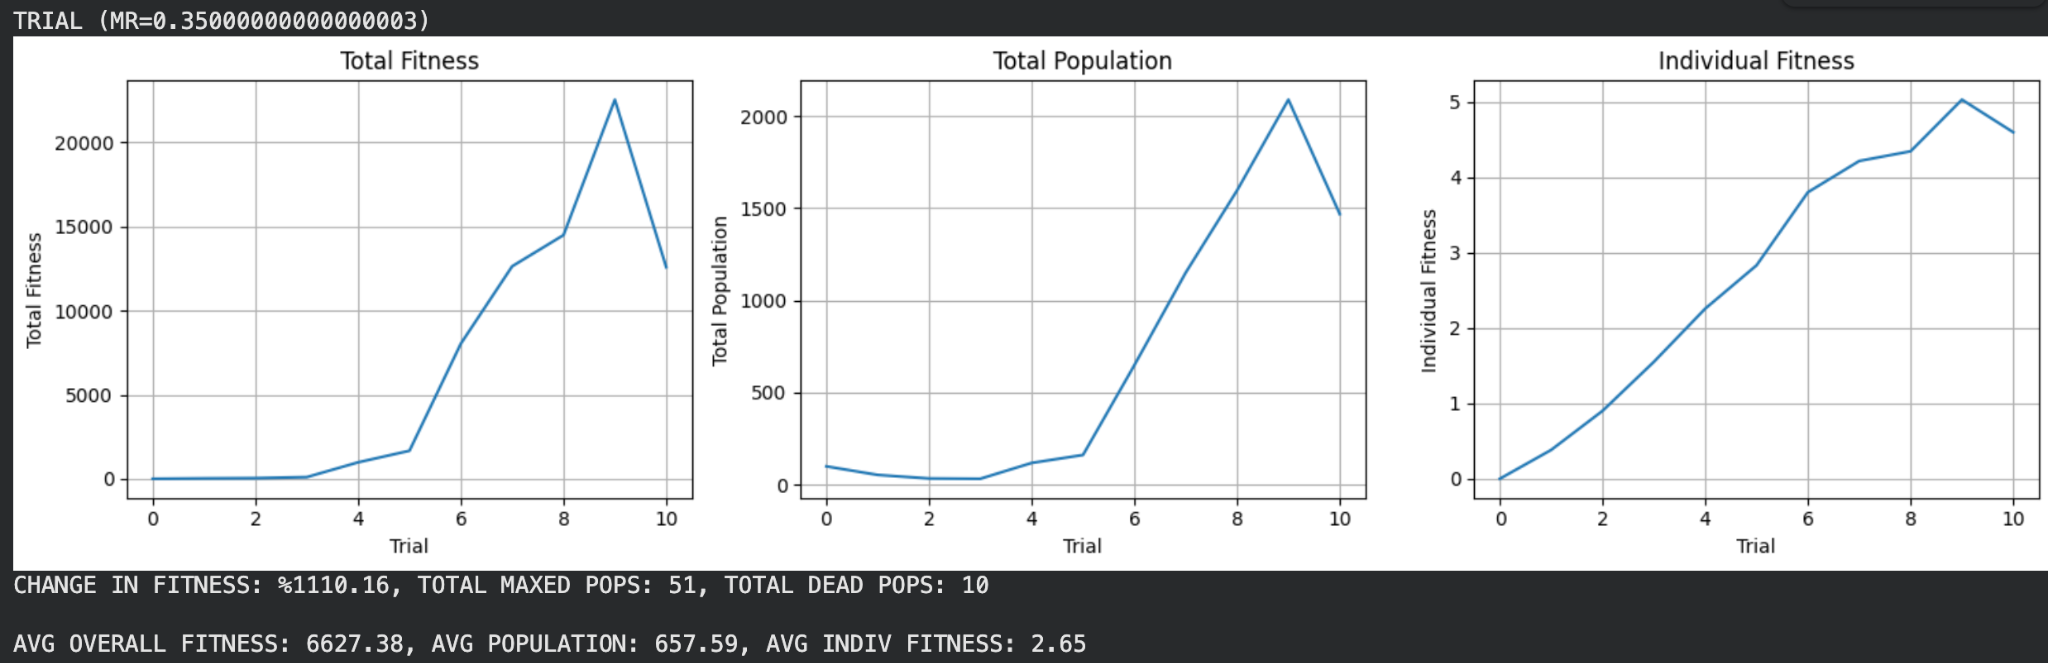 TRIAL (MR=0.35000000000000003)
Total Fitness
Total Fitness
20000
15000
10000
5000
0
0 2 4 6 8 10
Trial
Total Population
Total Population
2000
1500
1000
500
0
0 2 4 6 8 10
Trial
Individual Fitness
Individual Fitness
5
4
3
2
1
0
0 2 4 6 8 10
Trial
CHANGE IN FITNESS: %1110.16, TOTAL MAXED POPS: 51, TOTAL DEAD POPS: 10
AVG OVERALL FITNESS: 6627.38, AVG POPULATION: 657.59, AVG INDIV FITNESS: 2.65